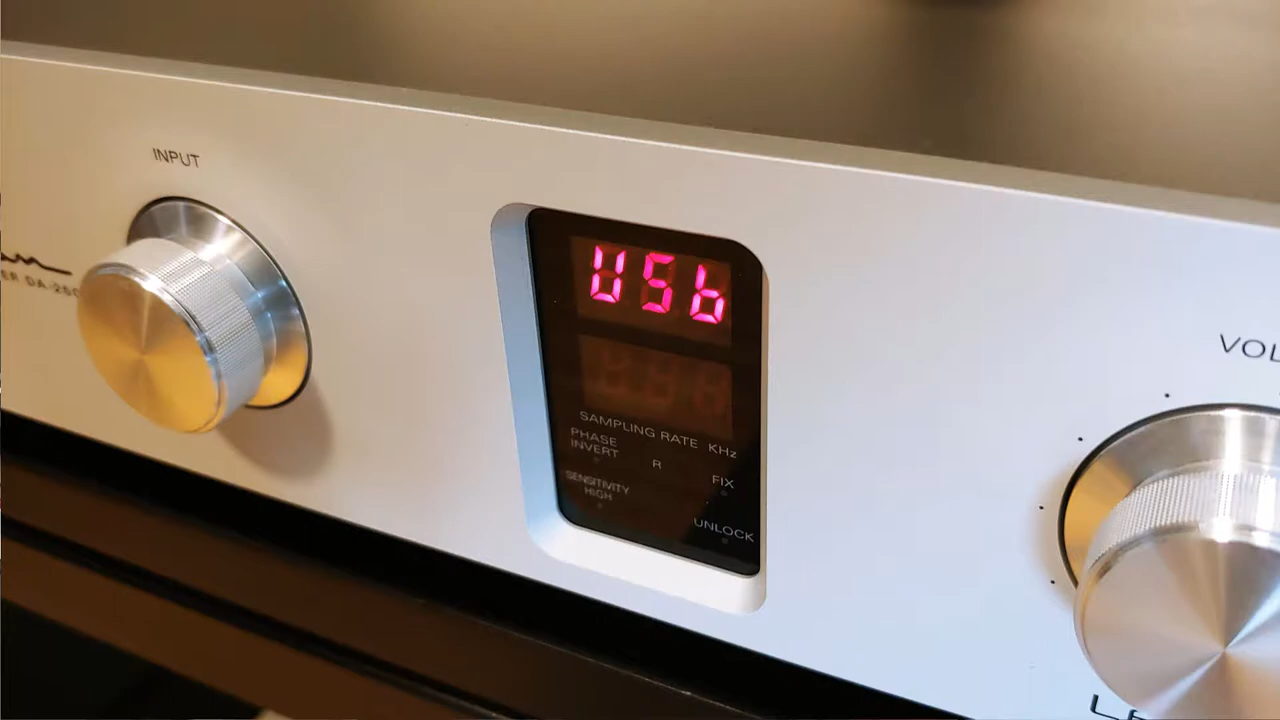 INPUT
USb
SAMPLING RATE KHz
PHASE
INVERT
R
FIX
SENSITIVITY
HIGH
UNLOCK